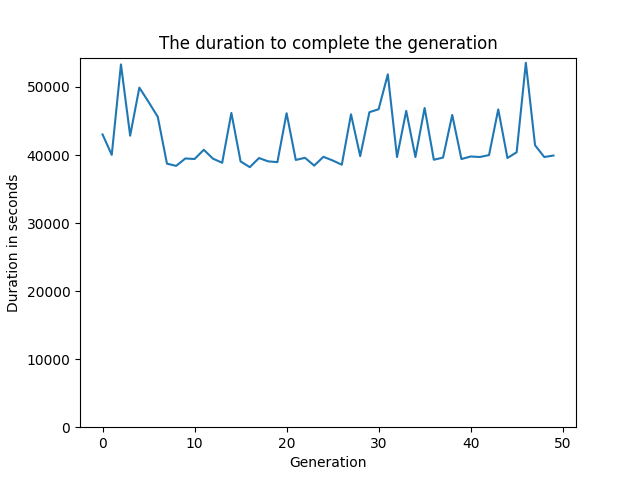 The duration to complete the generation
50000
40000
30000
20000
10000
0
Duration in seconds
0 10 20 30 40 50
Generation